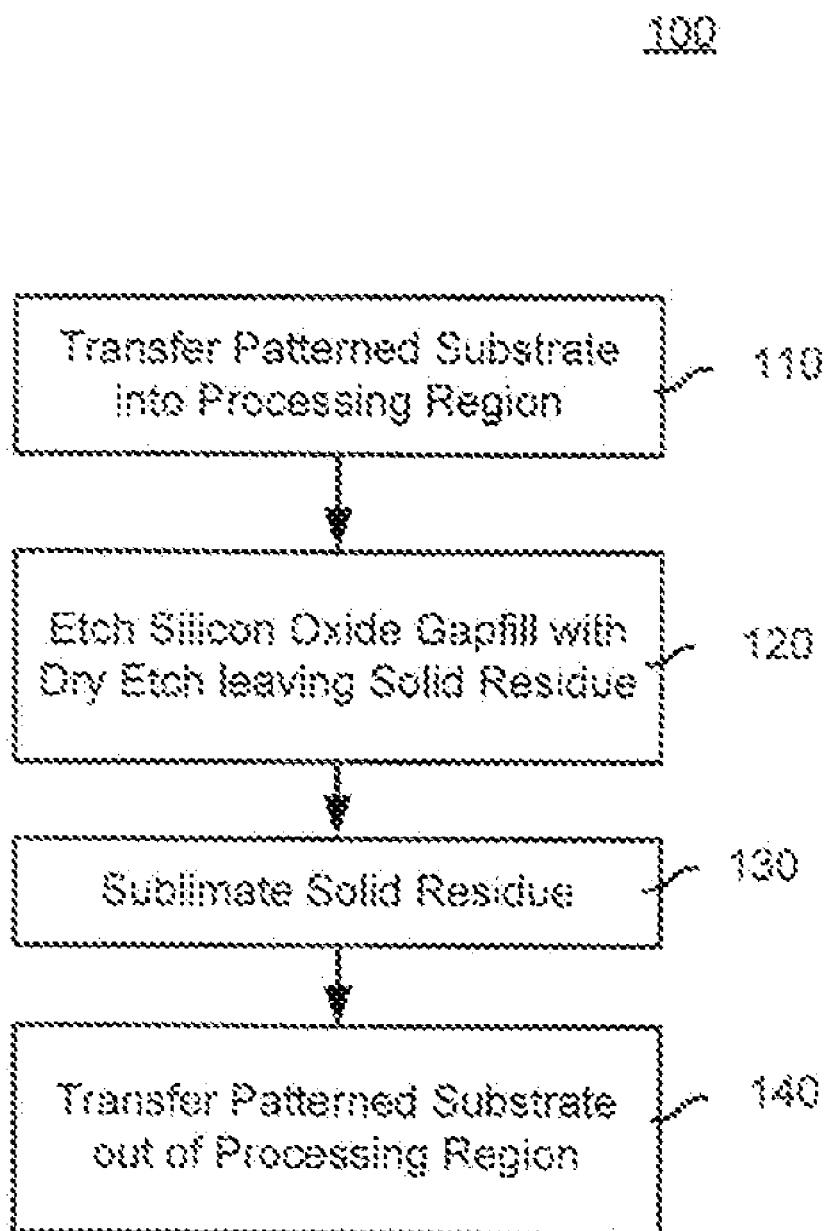 100
Transfer Patterned Substrate
into Processing Region
110
Etch Silicon Oxide Gapfill with
Dry Etch leaving Solid Residue
120
Sublimate Solid Residue
130
Transfer Patterned Substrate
out of Processing Region
140